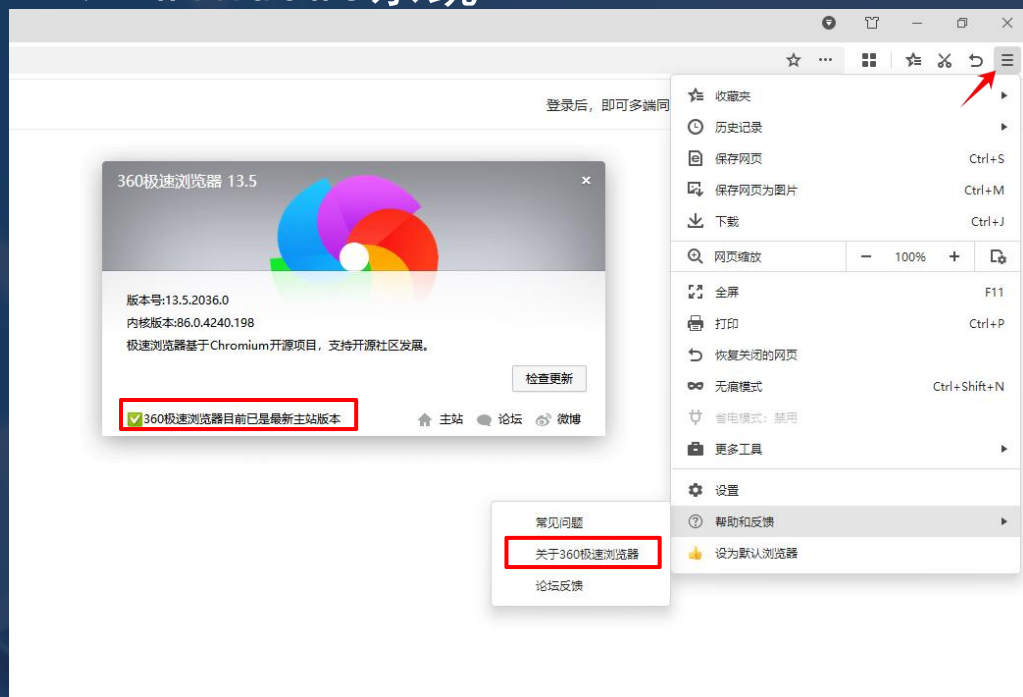 登录后，即可多端同
360极速浏览器 13.5
版本号:13.5.2036.0
内核版本:86.0.4240.198
极速浏览器基于Chromium开源项目，支持开源社区发展。
检查更新
360极速浏览器目前已是最新主站版本
主站 论坛 微博
收藏夹
历史记录
保存网页 Ctrl+S
保存网页为图片 Ctrl+M
下载 Ctrl+J
网页缩放 − 100% +
全屏 F11
打印 Ctrl+P
恢复关闭的网页
无痕模式 Ctrl+Shift+N
省电模式：禁用
更多工具
设置
帮助和反馈
设为默认浏览器
常见问题
关于360极速浏览器
论坛反馈